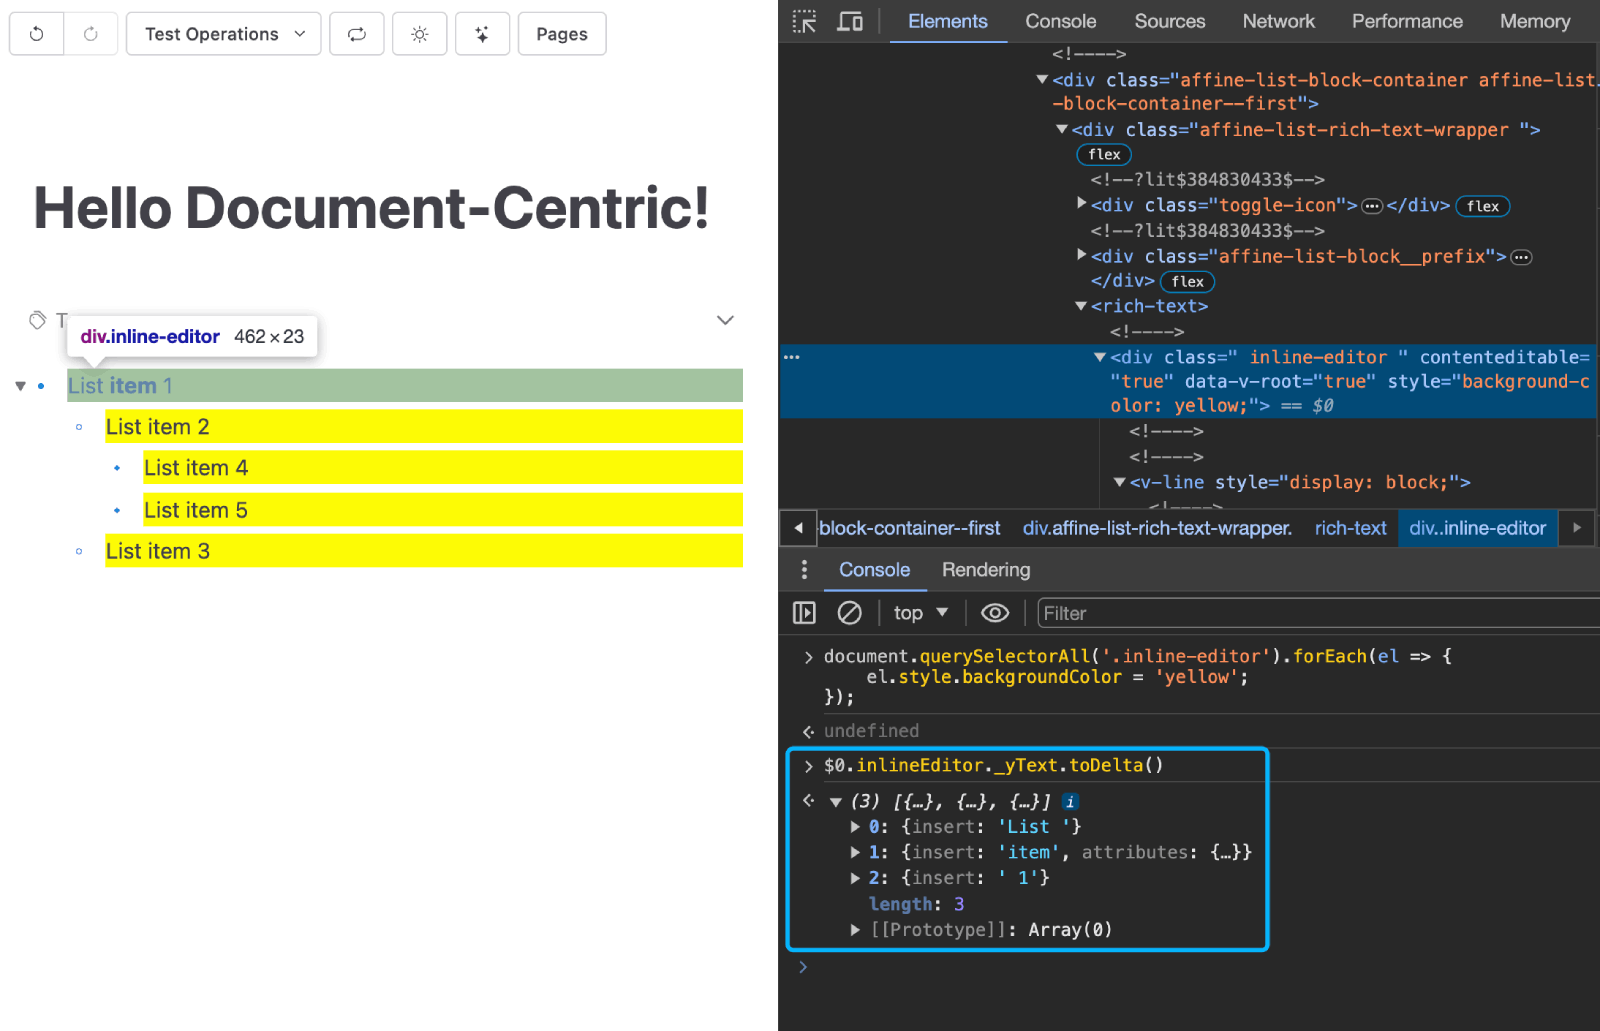 Test Operations
Pages
Hello Document-Centric!
T
div.inline-editor 462 × 23
List item 1
List item 2
List item 4
List item 5
List item 3
Elements Console Sources Network Performance Memory
<!---->
<div class="affine-list-block-container affine-list
-block-container--first">
<div class="affine-list-rich-text-wrapper ">
flex
<!--?lit$384830433$-->
<div class="toggle-icon">…</div> flex
<!--?lit$384830433$-->
<div class="affine-list-block__prefix">…
</div> flex
<rich-text>
<!---->
… <div class=" inline-editor " contenteditable=
"true" data-v-root="true" style="background-c
olor: yellow;"> == $0
<!---->
<!---->
<v-line style="display: block;">
<!---->
-block-container--first div.affine-list-rich-text-wrapper. rich-text div..inline-editor
Console Rendering
top Filter
> document.querySelectorAll('.inline-editor').forEach(el => {
el.style.backgroundColor = 'yellow';
});
undefined
> $0.inlineEditor._yText.toDelta()
(3) [{…}, {…}, {…}] i
0: {insert: 'List '}
1: {insert: 'item', attributes: {…}}
2: {insert: ' 1'}
length: 3
[[Prototype]]: Array(0)
>